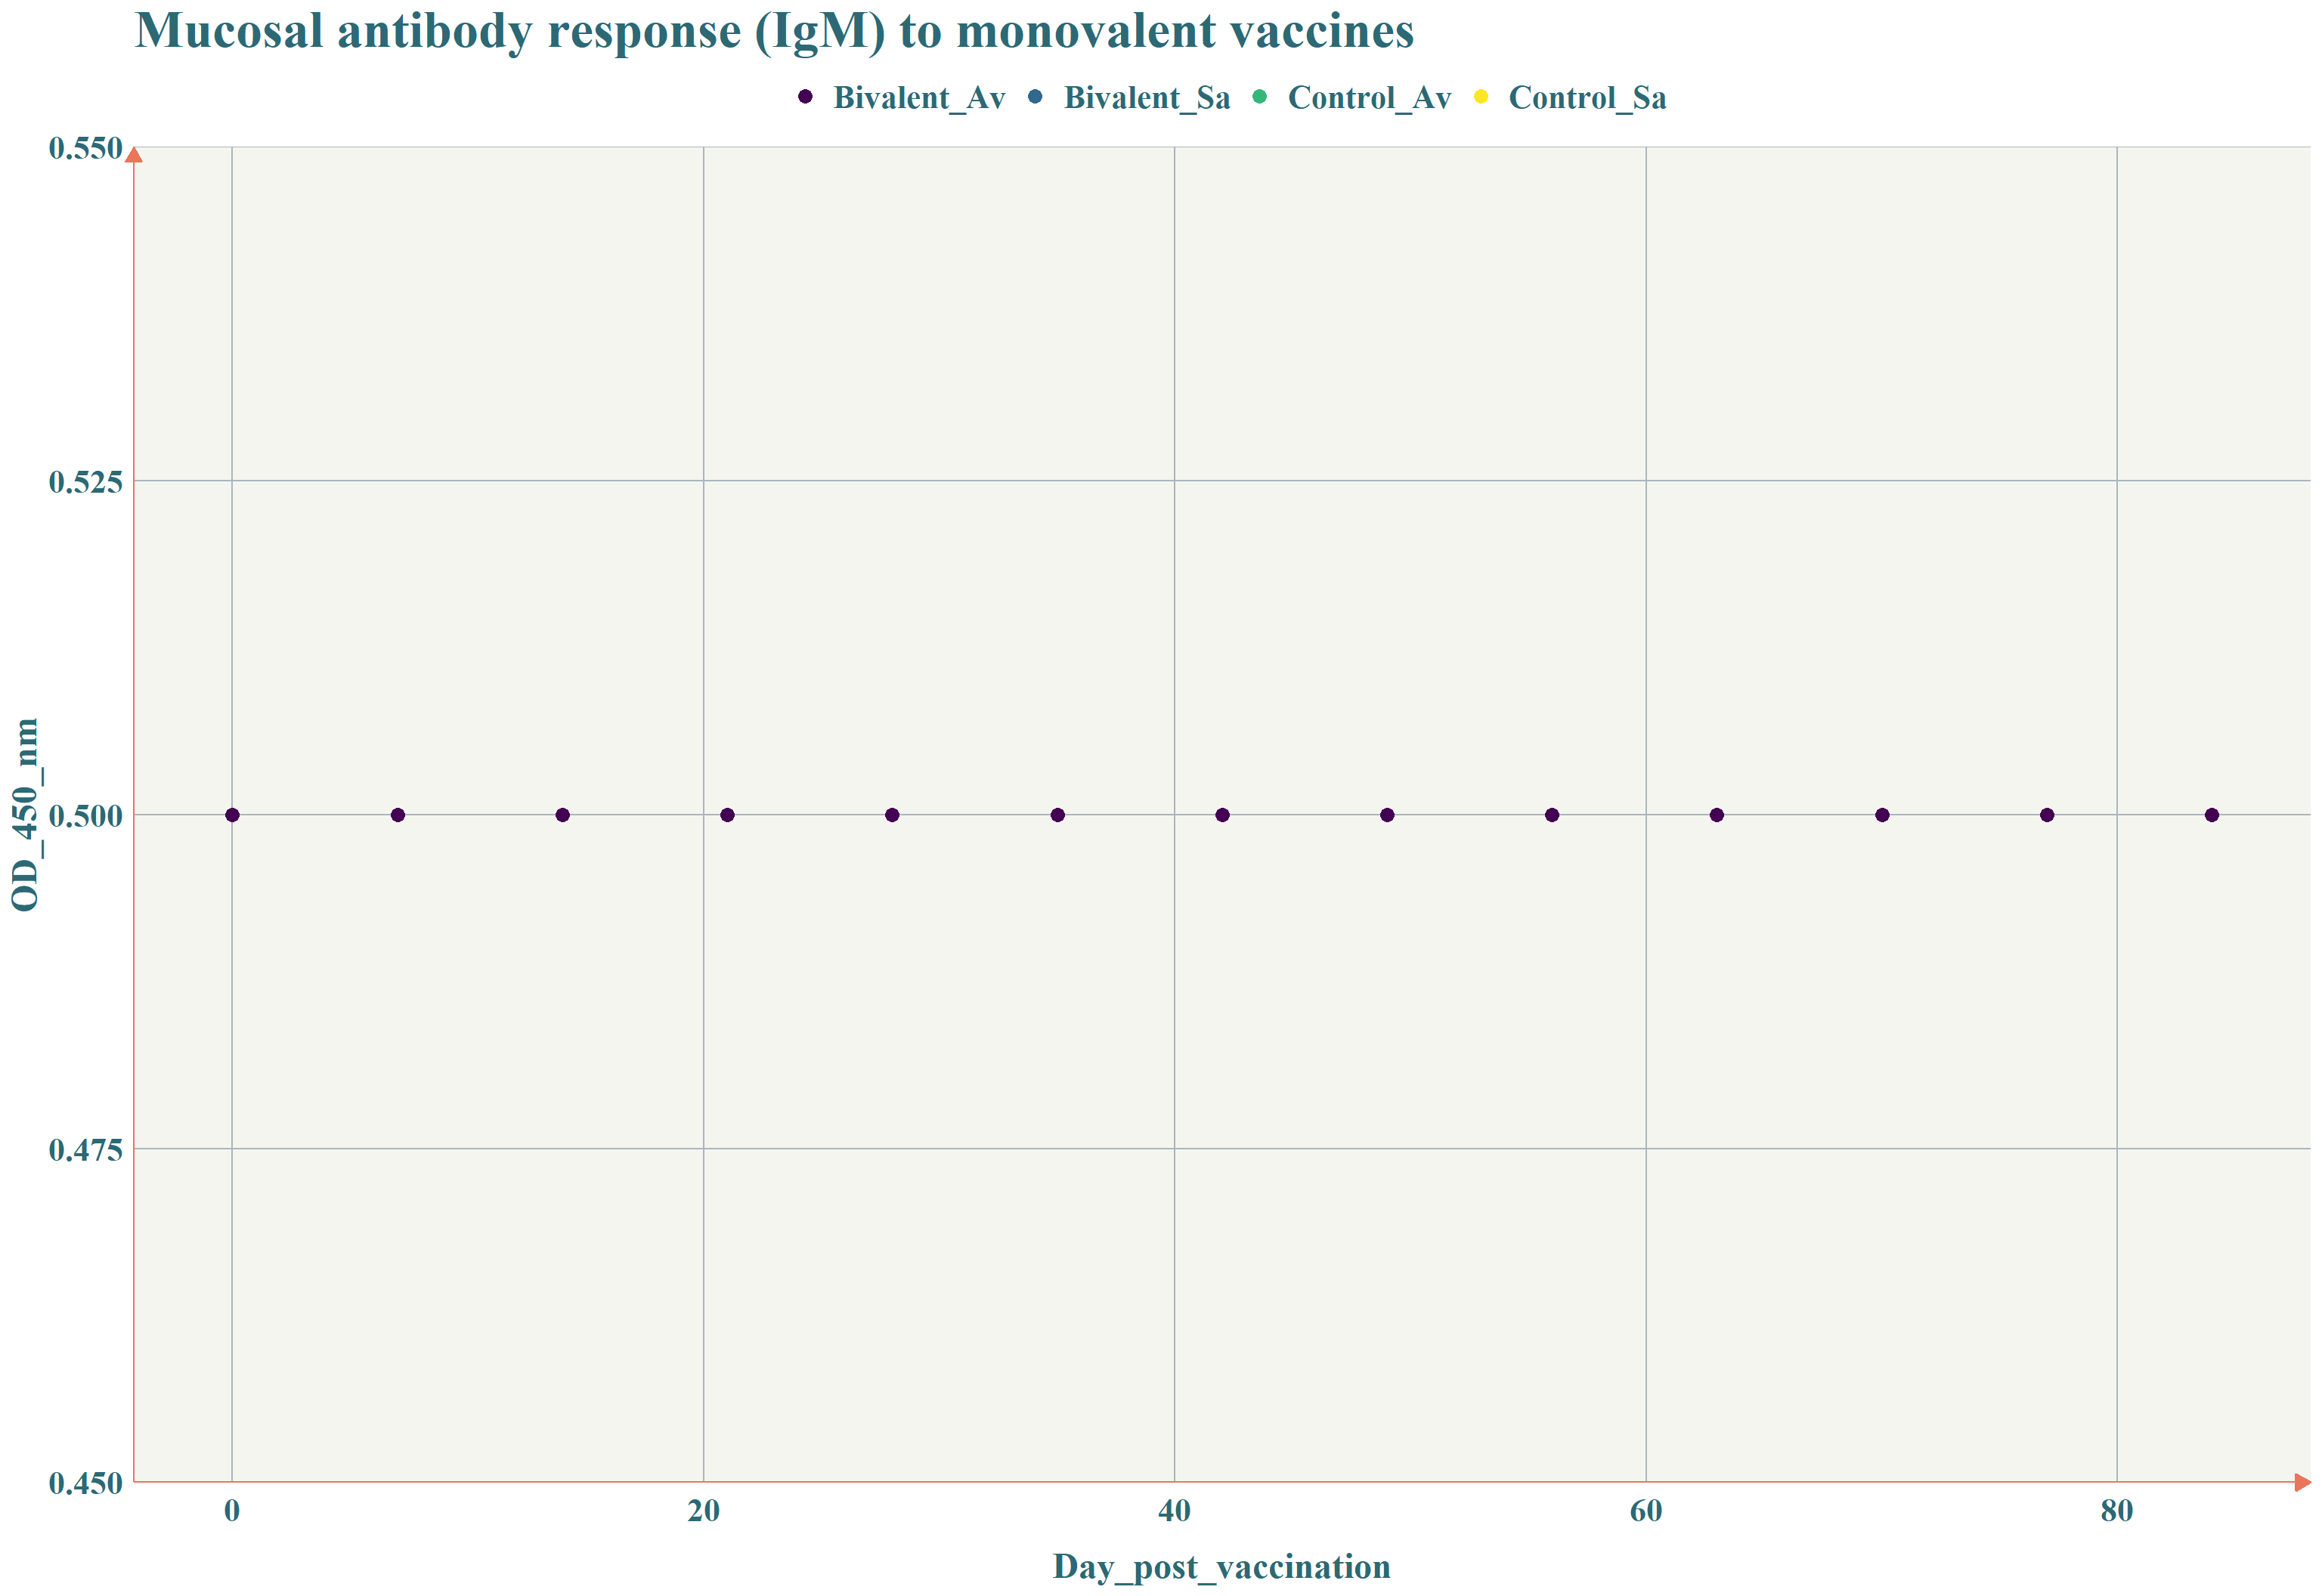 Mucosal antibody response (IgM) to monovalent vaccines
Bivalent_Av Bivalent_Sa Control_Av Control_Sa
0.550
0.525
0.500
0.475
0.450
OD_450_nm
0 20 40 60 80
Day_post_vaccination